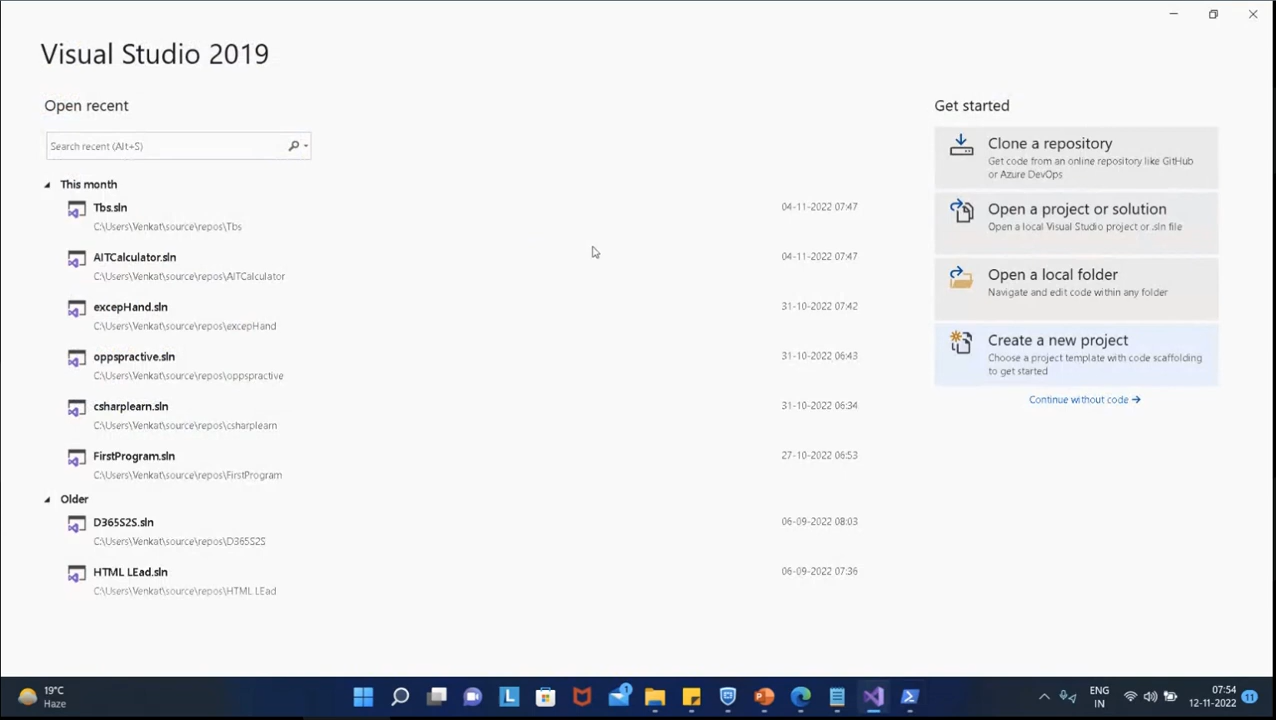 Visual Studio 2019
Open recent
Search recent (Alt+S)
This month
Tbs.sln
04-11-2022 07:47
C:\Users\Venkat\source\repos\Tbs
AITCalculator.sln
04-11-2022 07:47
C:\Users\Venkat\source\repos\AITCalculator
excepHand.sln
31-10-2022 07:42
C:\Users\Venkat\source\repos\excepHand
oppspractive.sln
31-10-2022 06:43
C:\Users\Venkat\source\repos\oppspractive
csharplearn.sln
31-10-2022 06:34
C:\Users\Venkat\source\repos\csharplearn
FirstProgram.sln
27-10-2022 06:53
C:\Users\Venkat\source\repos\FirstProgram
Older
D365S2S.sln
06-09-2022 08:03
C:\Users\Venkat\source\repos\D365S2S
HTML LEad.sln
06-09-2022 07:36
C:\Users\Venkat\source\repos\HTML LEad
Get started
Clone a repository
Get code from an online repository like GitHub
or Azure DevOps
Open a project or solution
Open a local Visual Studio project or .sln file
Open a local folder
Navigate and edit code within any folder
Create a new project
Choose a project template with code scaffolding
to get started
Continue without code →
19°C
Haze
L
1
P
ENG
IN
07:54
12-11-2022
11